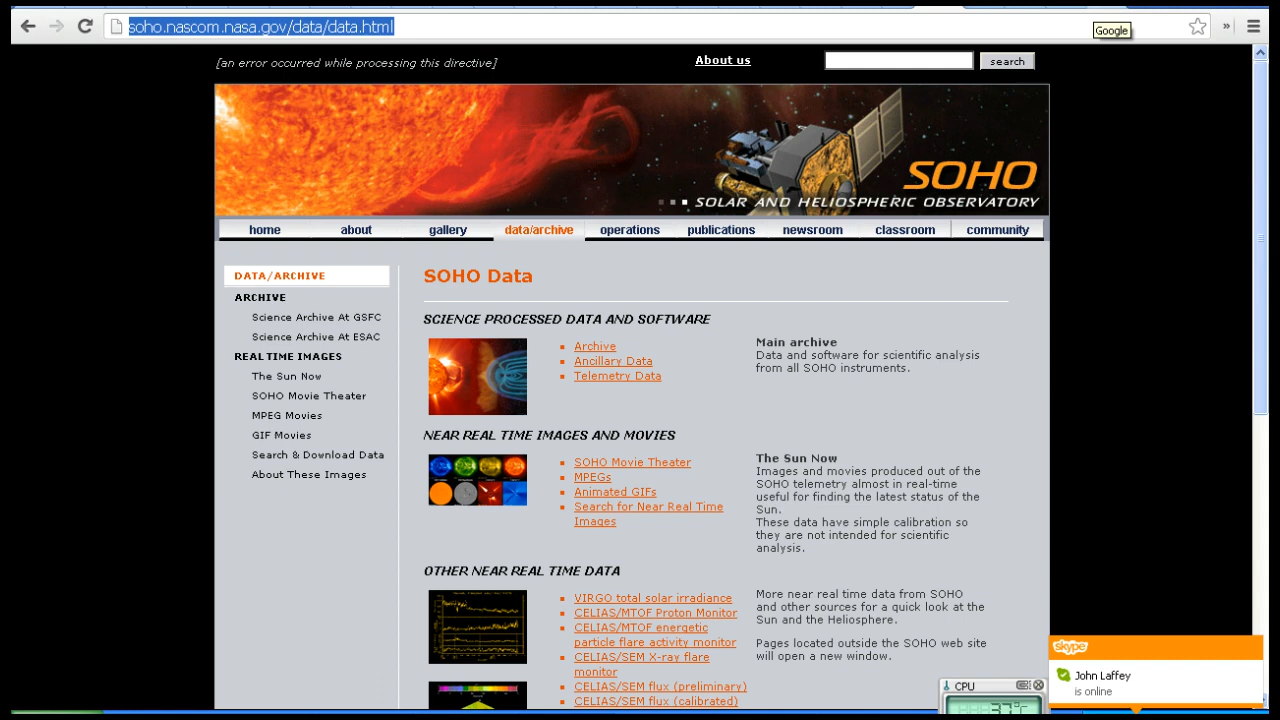 soho.nascom.nasa.gov/data/data.html
»
Google
[an error occurred while processing this directive]
About us
search
SOHO
SOLAR AND HELIOSPHERIC OBSERVATORY
home about gallery data/archive operations publications newsroom classroom community
DATA/ARCHIVE
ARCHIVE
Science Archive At GSFC
Science Archive At ESAC
REAL TIME IMAGES
The Sun Now
SOHO Movie Theater
MPEG Movies
GIF Movies
Search & Download Data
About These Images
SOHO Data
SCIENCE PROCESSED DATA AND SOFTWARE
Archive
Ancillary Data
Telemetry Data
Main archive
Data and software for scientific analysis
from all SOHO instruments.
NEAR REAL TIME IMAGES AND MOVIES
SOHO Movie Theater
MPEGs
Animated GIFs
Search for Near Real Time
Images
The Sun Now
Images and movies produced out of the
SOHO telemetry almost in real-time
useful for finding the latest status of the
Sun.
These data have simple calibration so
they are not intended for scientific
analysis.
OTHER NEAR REAL TIME DATA
VIRGO total solar irradiance
CELIAS/MTOF Proton Monitor
CELIAS/MTOF energetic
particle flare activity monitor
CELIAS/SEM X-ray flare
monitor
CELIAS/SEM flux (preliminary)
CELIAS/SEM flux (calibrated)
More near real time data from SOHO
and other sources for a quick look at the
Sun and the Heliosphere.
Pages located outside the SOHO web site
will open a new window.
skype
John Laffey
is online
CPU
37°C